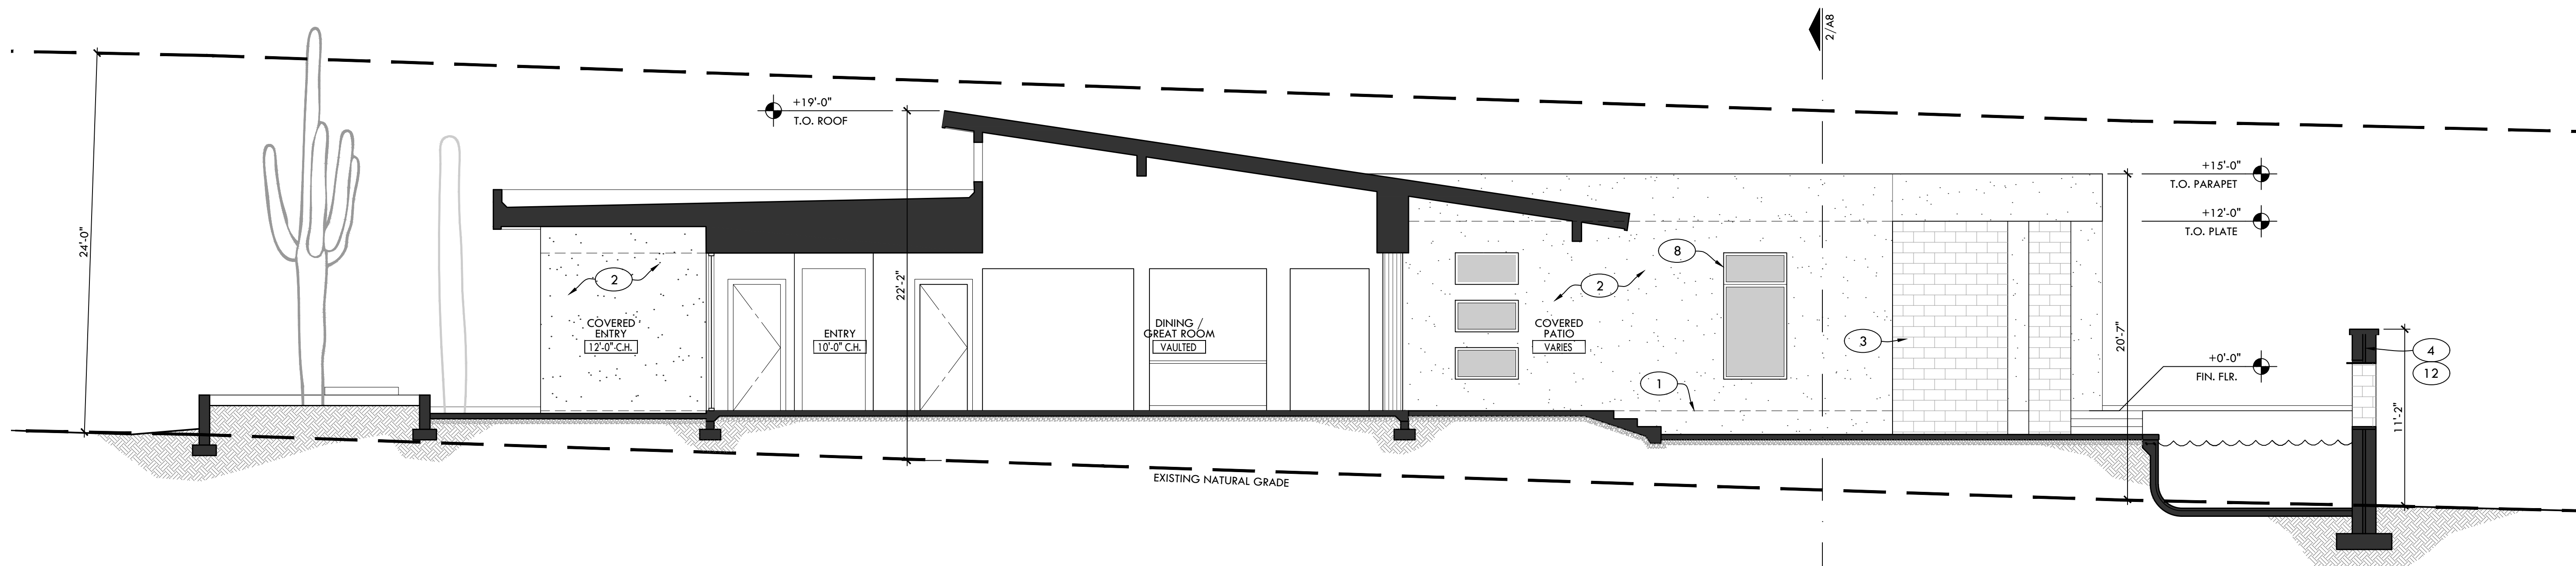 2/A8
+19'-0"
T.O. ROOF
24'-0"
22'-2"
+15'-0"
T.O. PARAPET
+12'-0"
T.O. PLATE
2
8
2
COVERED
ENTRY
12'-0" C.H.
ENTRY
10'-0" C.H.
DINING /
GREAT ROOM
VAULTED
COVERED
PATIO
VARIES
3
1
20'-7"
+0'-0"
FIN. FLR.
4
12
11'-2"
EXISTING NATURAL GRADE